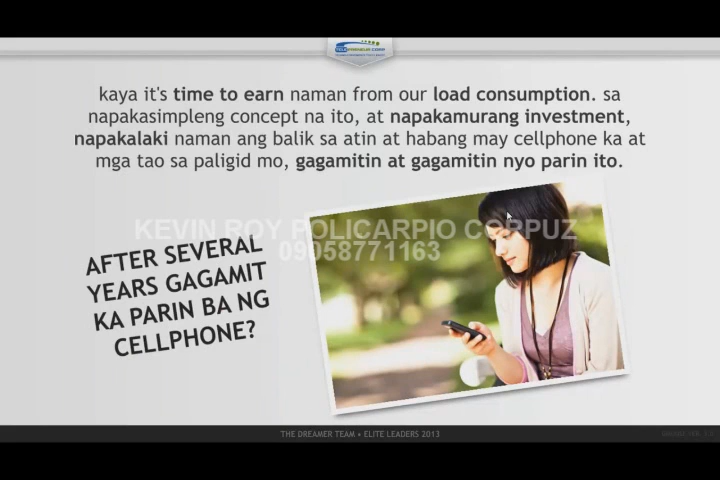 kaya it's time to earn naman from our load consumption. sa
napakasimpleng concept na ito, at napakamurang investment,
napakalaki naman ang balik sa atin at habang may cellphone ka at
mga tao sa paligid mo, gagamitin at gagamitin nyo parin ito.
KEVIN ROY POLICARPIO CORPUZ
09058771163
AFTER SEVERAL
YEARS GAGAMIT
KA PARIN BA NG
CELLPHONE?
THE DREAMER TEAM • ELITE LEADERS 2013